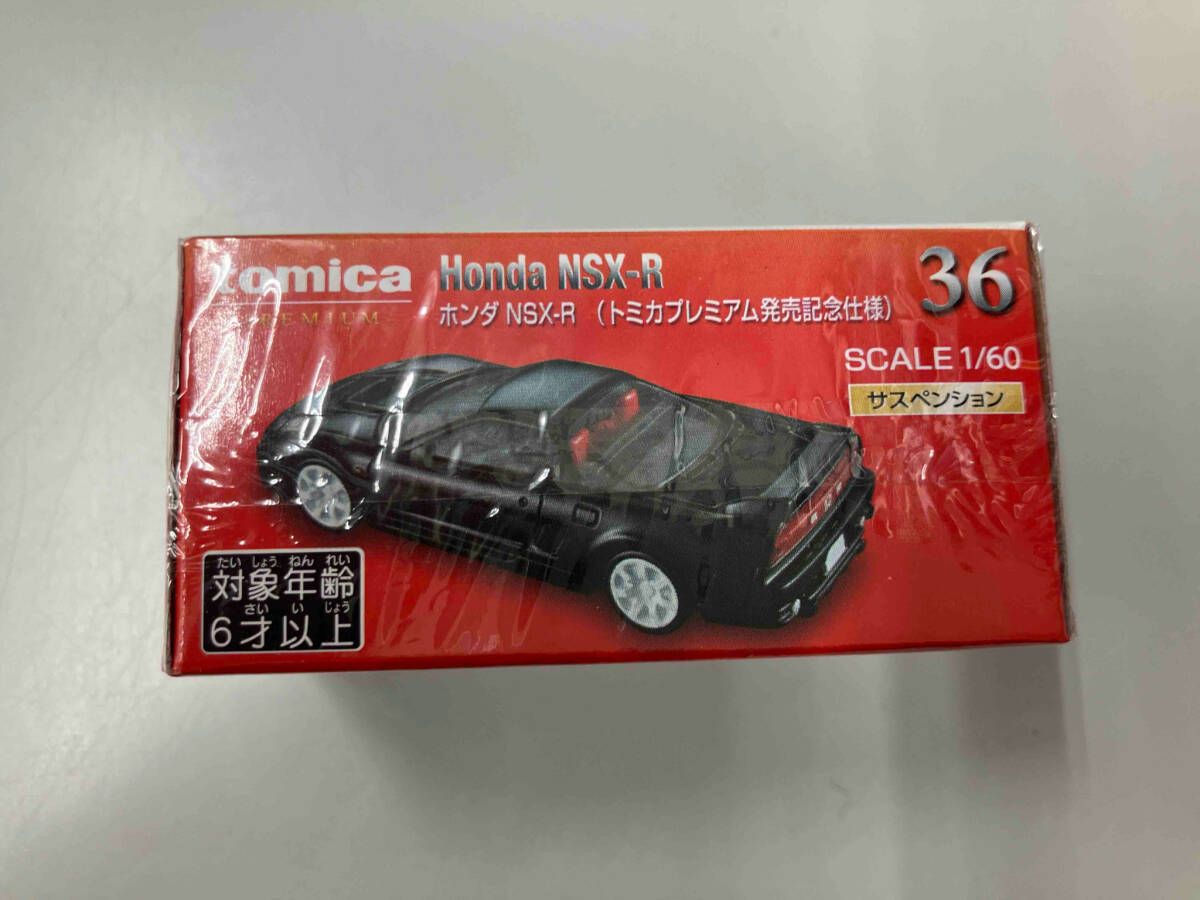 tomica
PREMIUM
Honda NSX-R
ホンダ NSX-R （トミカプレミアム発売記念仕様）
36
SCALE 1/60
サスペンション
たい しょう ねん れい
対象年齢
さい い じょう
6才以上